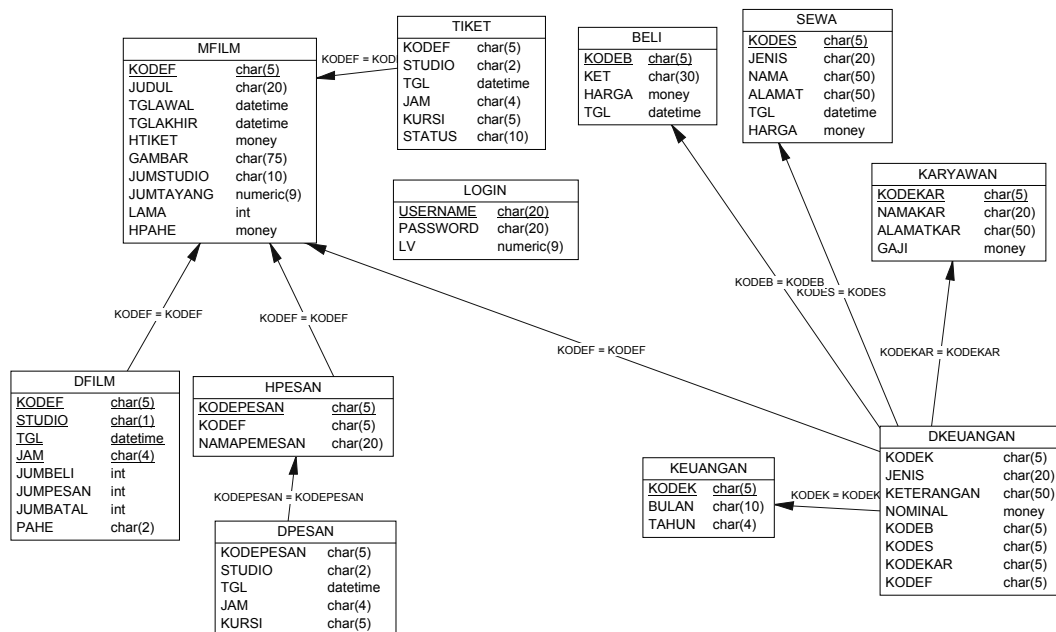 MFILM
KODEF char(5)
JUDUL char(20)
TGLAWAL datetime
TGLAKHIR datetime
HTIKET money
GAMBAR char(75)
JUMSTUDIO char(10)
JUMTAYANG numeric(9)
LAMA int
HPAHE money
KODEF = KOD
TIKET
KODEF char(5)
STUDIO char(2)
TGL datetime
JAM char(4)
KURSI char(5)
STATUS char(10)
BELI
KODEB char(5)
KET char(30)
HARGA money
TGL datetime
SEWA
KODES char(5)
JENIS char(20)
NAMA char(50)
ALAMAT char(50)
TGL datetime
HARGA money
LOGIN
USERNAME char(20)
PASSWORD char(20)
LV numeric(9)
KARYAWAN
KODEKAR char(5)
NAMAKAR char(20)
ALAMATKAR char(50)
GAJI money
KODEB = KODEB
KODES = KODES
KODEF = KODEF
KODEF = KODEF
KODEF = KODEF
KODEKAR = KODEKAR
DFILM
KODEF char(5)
STUDIO char(1)
TGL datetime
JAM char(4)
JUMBELI int
JUMPESAN int
JUMBATAL int
PAHE char(2)
HPESAN
KODEPESAN char(5)
KODEF char(5)
NAMAPEMESAN char(20)
KODEPESAN = KODEPESAN
DPESAN
KODEPESAN char(5)
STUDIO char(2)
TGL datetime
JAM char(4)
KURSI char(5)
KEUANGAN
KODEK char(5)
BULAN char(10)
TAHUN char(4)
KODEK = KODEK
DKEUANGAN
KODEK char(5)
JENIS char(20)
KETERANGAN char(50)
NOMINAL money
KODEB char(5)
KODES char(5)
KODEKAR char(5)
KODEF char(5)